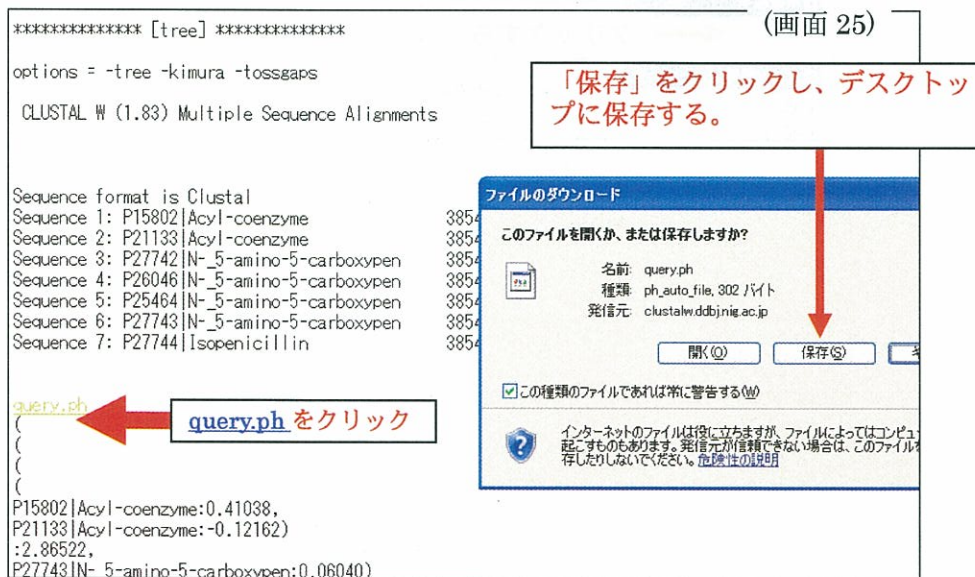 (画面 25)
************** [tree] **************
options = -tree -kimura -tossgaps
CLUSTAL W (1.83) Multiple Sequence Alignments
「保存」をクリックし、デスクトッ
プに保存する。
Sequence format is Clustal
Sequence 1: P15802|Acyl-coenzyme 3854
Sequence 2: P21133|Acyl-coenzyme 3854
Sequence 3: P27742|N-_5-amino-5-carboxypen 3854
Sequence 4: P26046|N-_5-amino-5-carboxypen 3854
Sequence 5: P25464|N-_5-amino-5-carboxypen 3854
Sequence 6: P27743|N-_5-amino-5-carboxypen 3854
Sequence 7: P27744|Isopenicillin 3854
ファイルのダウンロード
このファイルを開くか、または保存しますか?
名前: query.ph
種類: ph_auto_file, 302 バイト
発信元: clustalw.ddbj.nig.ac.jp
開く(O) 保存(S)
この種類のファイルであれば常に警告する(W)
インターネットのファイルは役に立ちますが、ファイルによってはコンピュ
起こすものもあります。発信元が信頼できない場合は、このファイルを
存したりしないでください。危険性の説明
query.ph
query.ph をクリック
(
(
(
(
P15802|Acyl-coenzyme:0.41038,
P21133|Acyl-coenzyme:-0.12162)
:2.86522,
P27743|N-_5-amino-5-carboxypen:0.06040)